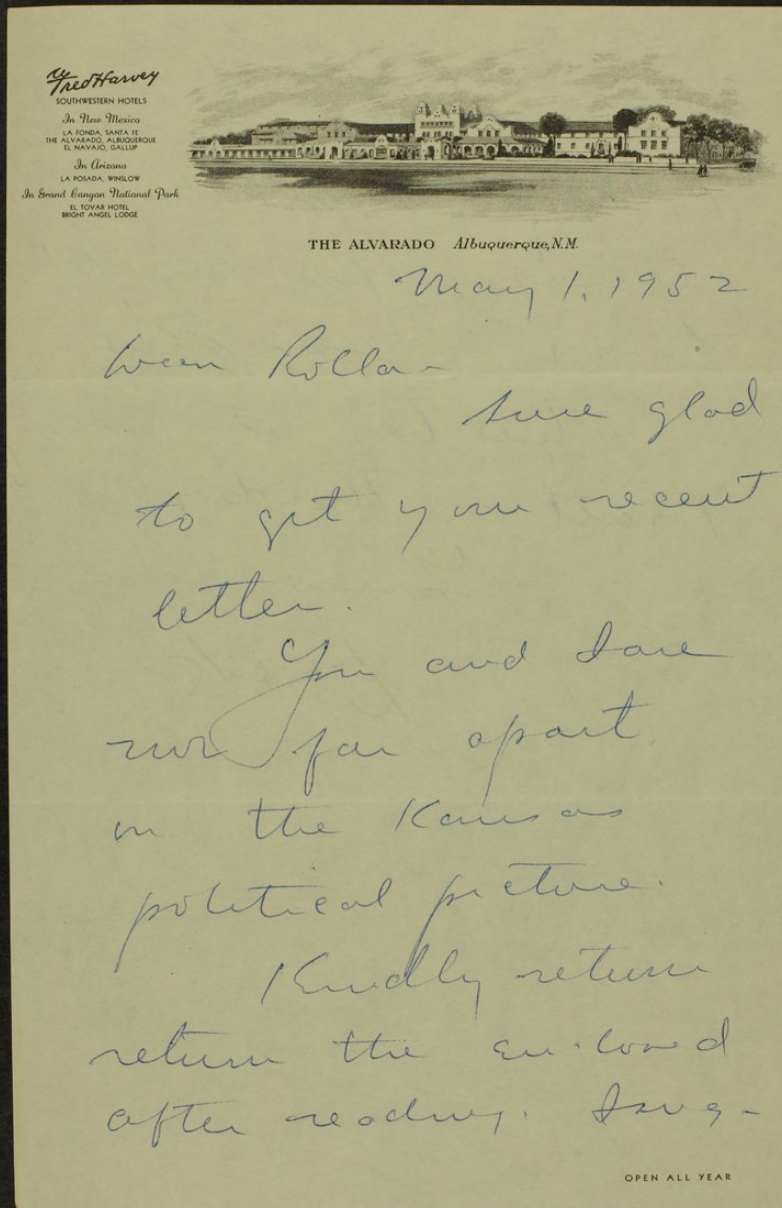 Fred Harvey
SOUTHWESTERN HOTELS
In New Mexico
LA FONDA, SANTA FE
THE ALVARADO, ALBUQUERQUE
EL NAVAJO, GALLUP
In Arizona
LA POSADA, WINSLOW
In Grand Canyon National Park
EL TOVAR HOTEL
BRIGHT ANGEL LODGE
THE ALVARADO Albuquerque, N.M.
May 1, 1952
Dear Rolla -
Sure glad
to get your recent
letter.
You and I are
not far apart
on the Kansas
political picture.
Kindly return
return the enclosed
after reading. I sug-
OPEN ALL YEAR